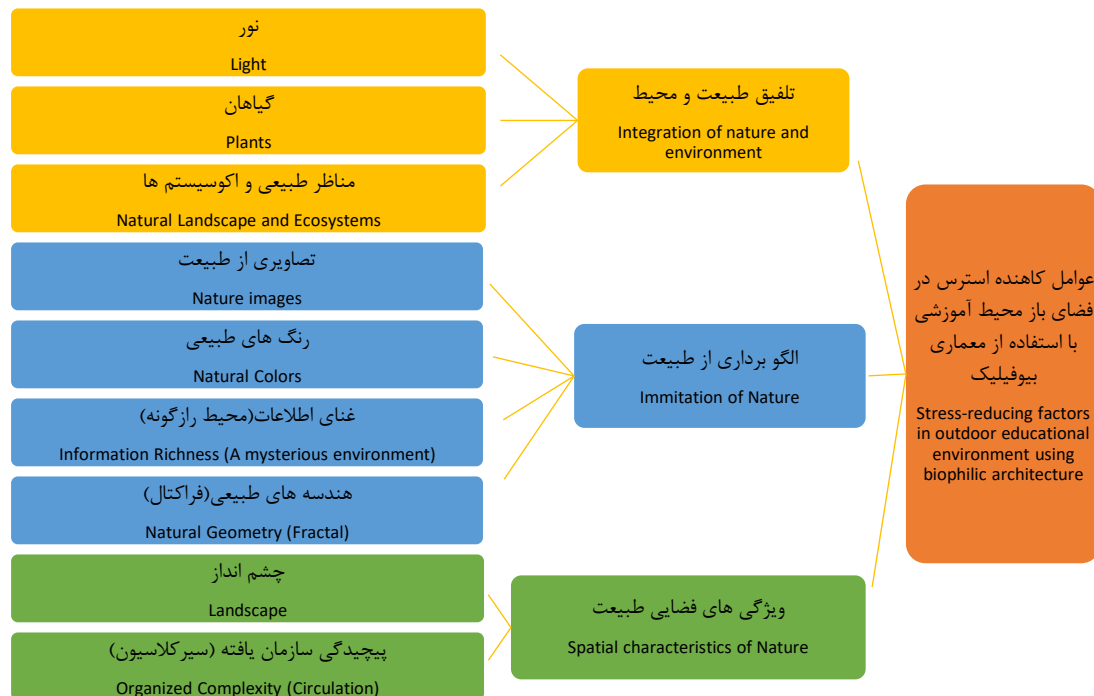 نور
Light
گیاهان
Plants
مناظر طبیعی و اکوسیستم ها
Natural Landscape and Ecosystems
تصاویری از طبیعت
Nature images
رنگ های طبیعی
Natural Colors
غنای اطلاعات(محیط رازگونه)
Information Richness (A mysterious environment)
هندسه های طبیعی(فراکتال)
Natural Geometry (Fractal)
چشم انداز
Landscape
پیچیدگی سازمان یافته (سیرکلاسیون)
Organized Complexity (Circulation)
تلفیق طبیعت و محیط
Integration of nature and
environment
الگو برداری از طبیعت
Immitation of Nature
ویژگی های فضایی طبیعت
Spatial characteristics of Nature
عوامل کاهنده استرس در
فضای باز محیط آموزشی
با استفاده از معماری
بیوفیلیک
Stress-reducing factors
in outdoor educational
environment using
biophilic architecture